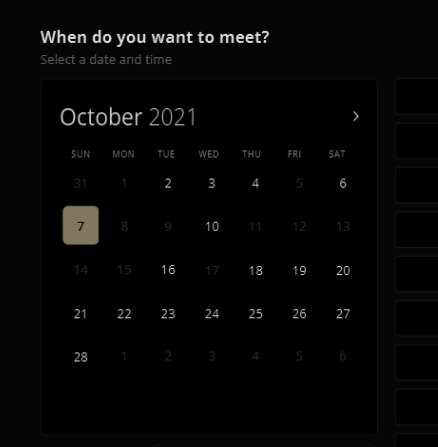 When do you want to meet?
Select a date and time
October 2021
SUN MON TUE WED THU FRI SAT
31 1 2 3 4 5 6
7 8 9 10 11 12 13
14 15 16 17 18 19 20
21 22 23 24 25 26 27
28 1 2 3 4 5 6